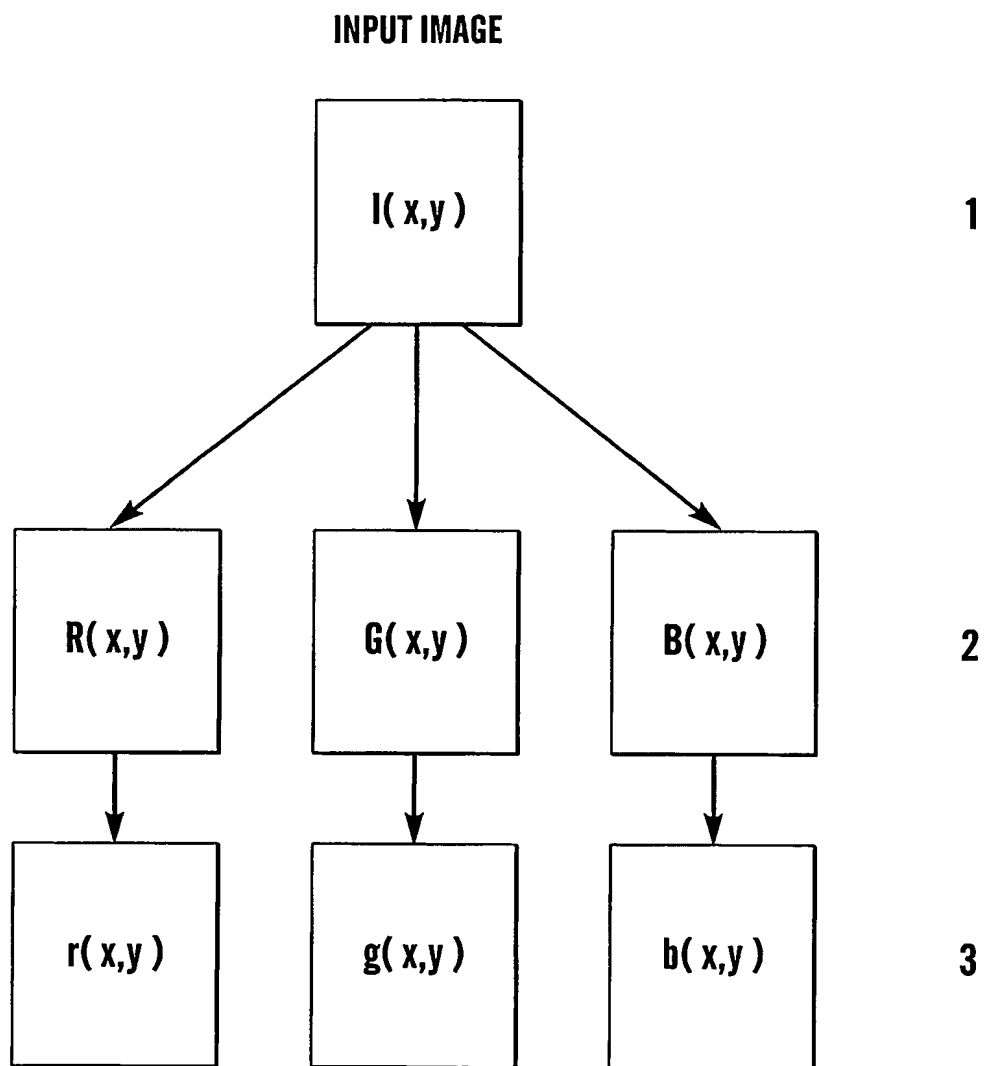 INPUT IMAGE
I( x,y )
1
R( x,y )
G( x,y )
B( x,y )
2
r( x,y )
g( x,y )
b( x,y )
3